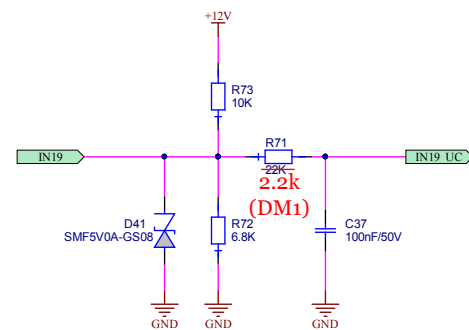 +12V
R73
10K
IN19
R71
22K
2.2k
(DM1)
IN19 UC
D41
SMF5V0A-GS08
R72
6.8K
C37
100nF/50V
GND
GND
GND